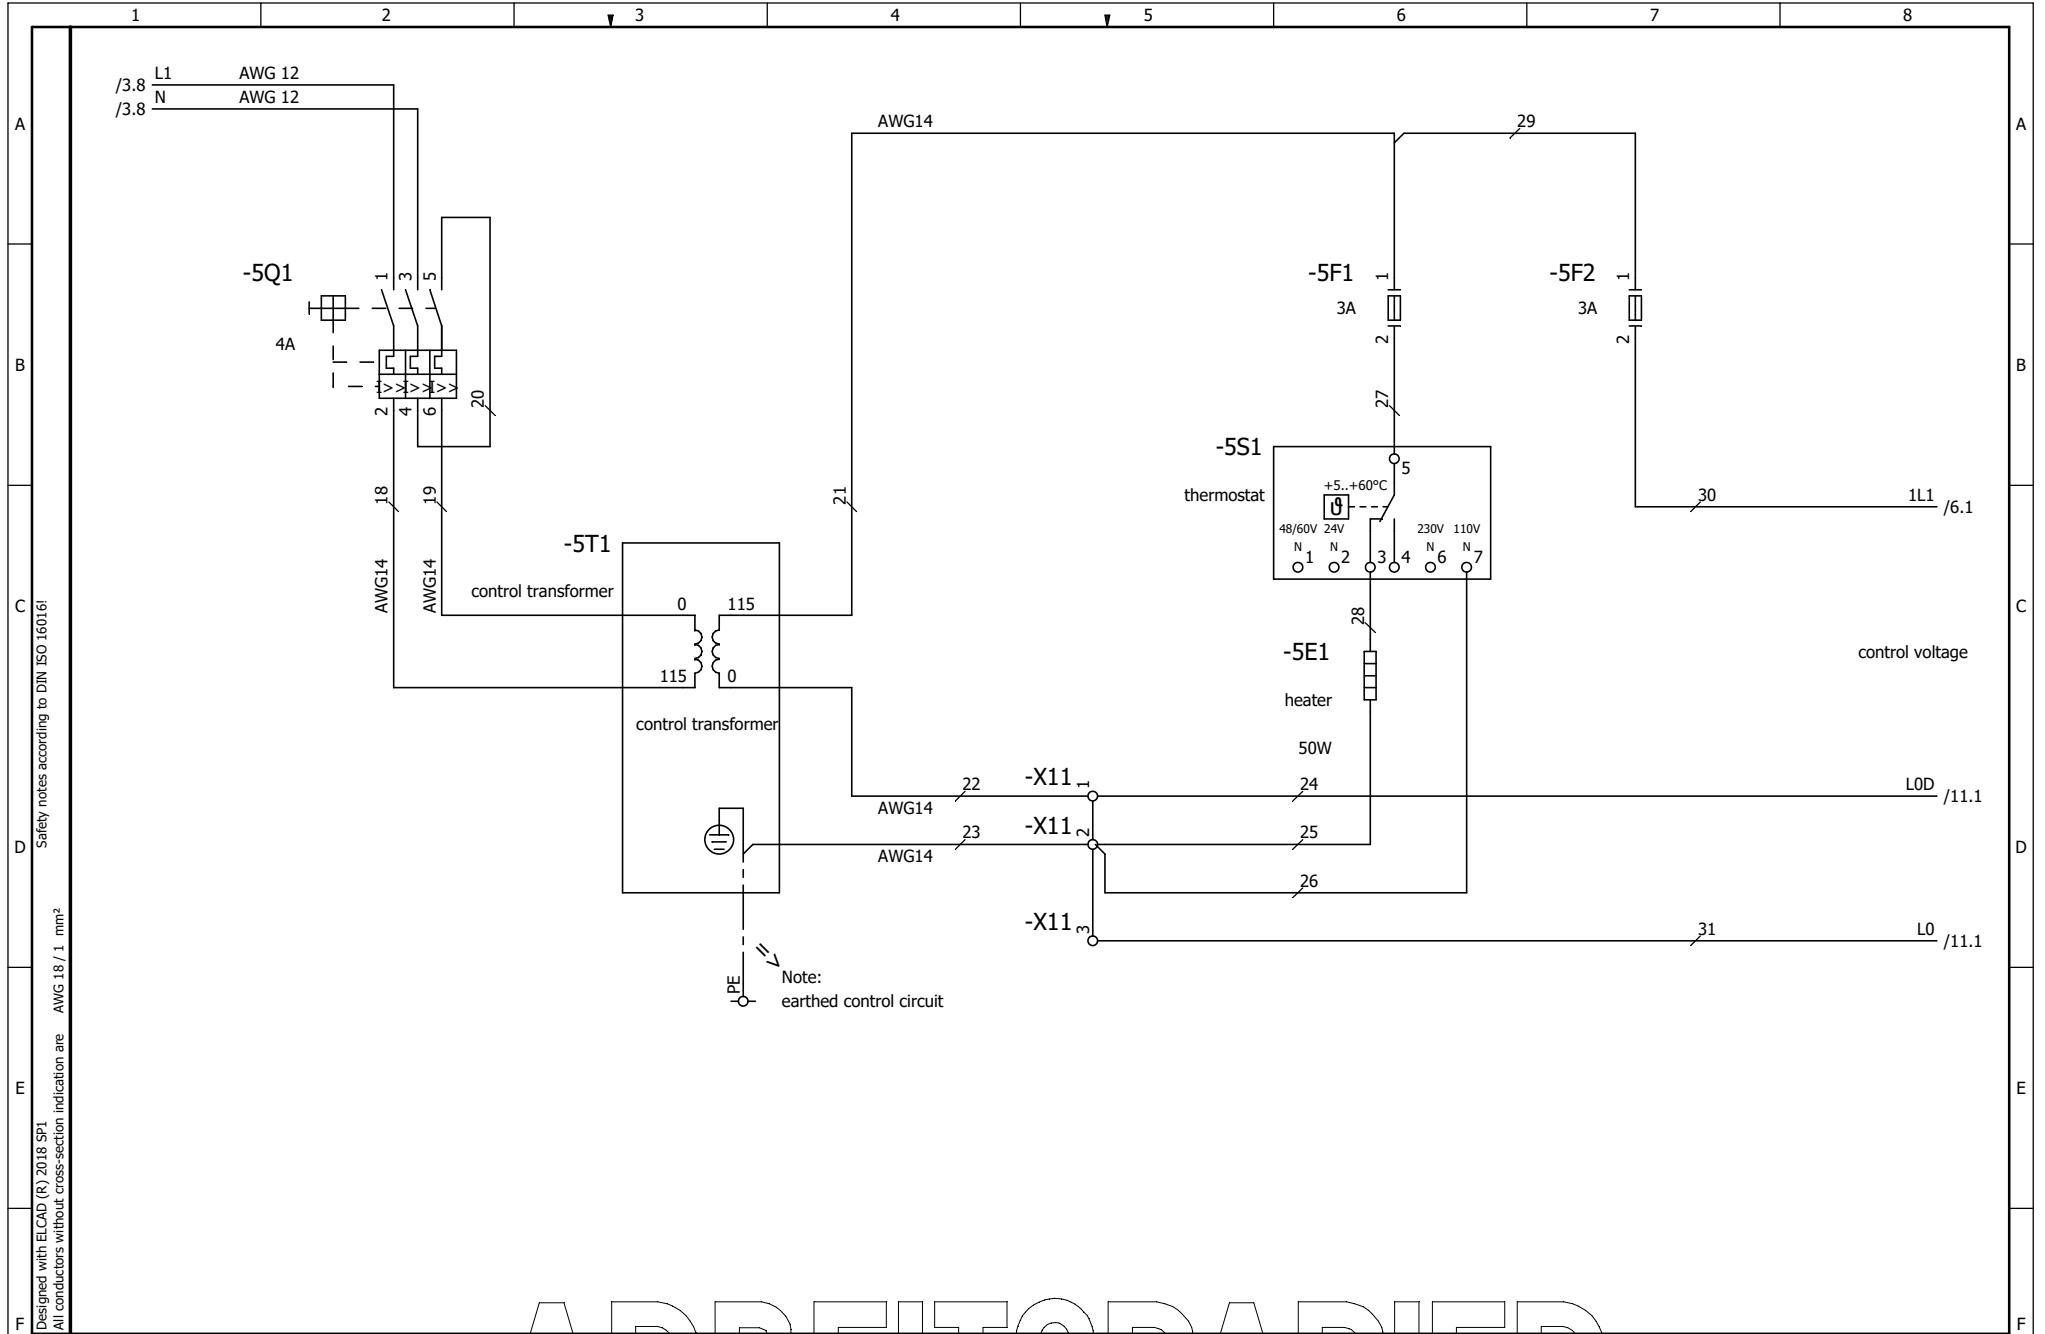 1 2 3 4 5 6 7 8
/3.8 L1 AWG 12
/3.8 N AWG 12
A A
AWG14 29
-5Q1 1 3 5
4A
I>> I>> I>>
2 4 6
20
-5F1 1
3A
2
-5F2 1
3A
2
B B
27
-5S1
thermostat
5
+5..+60°C
ϑ
48/60V 24V 230V 110V
N N N N
1 2 3 4 6 7
18 19 21
30 1L1 /6.1
-5T1
control transformer
AWG14 AWG14
0 115
115 0
control transformer
C C
28
-5E1
heater
50W
control voltage
22 -X11 1 24 L0D /11.1
AWG14
23 -X11 2 25
AWG14
26
D D
-X11 3 31 L0 /11.1
PE
=>
Note:
earthed control circuit
E E
F F
Safety notes according to DIN ISO 16016!
Designed with ELCAD (R) 2018 SP1
All conductors without cross-section indication are AWG 18 / 1 mm²
ARBEITSPAPIER